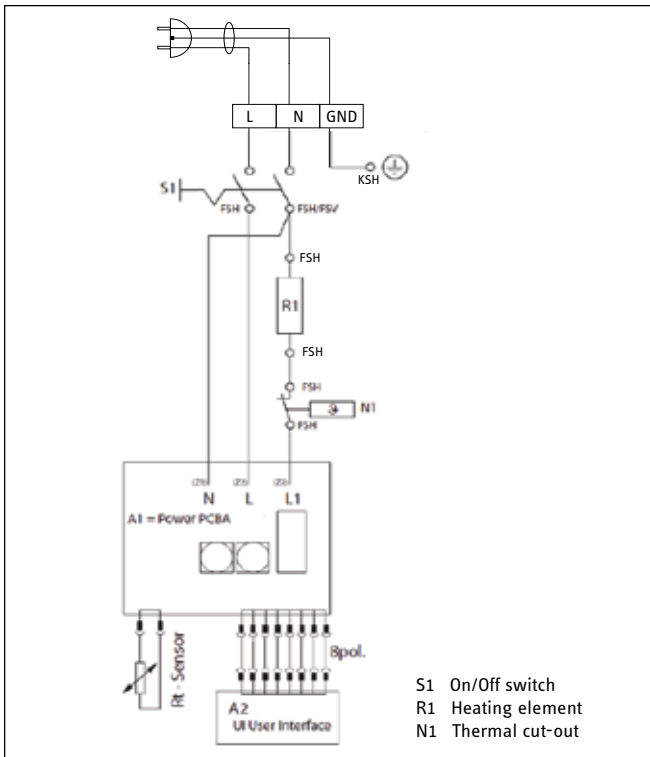 L N GND
KSH
S1
FSH FSH/FSV
FSH
R1
FSH
FSH
N1
FSH
N L L1
A1 = Power PCBA
Rt - Sensor
8pol.
A2
UI User Interface
S1 On/Off switch
R1 Heating element
N1 Thermal cut-out